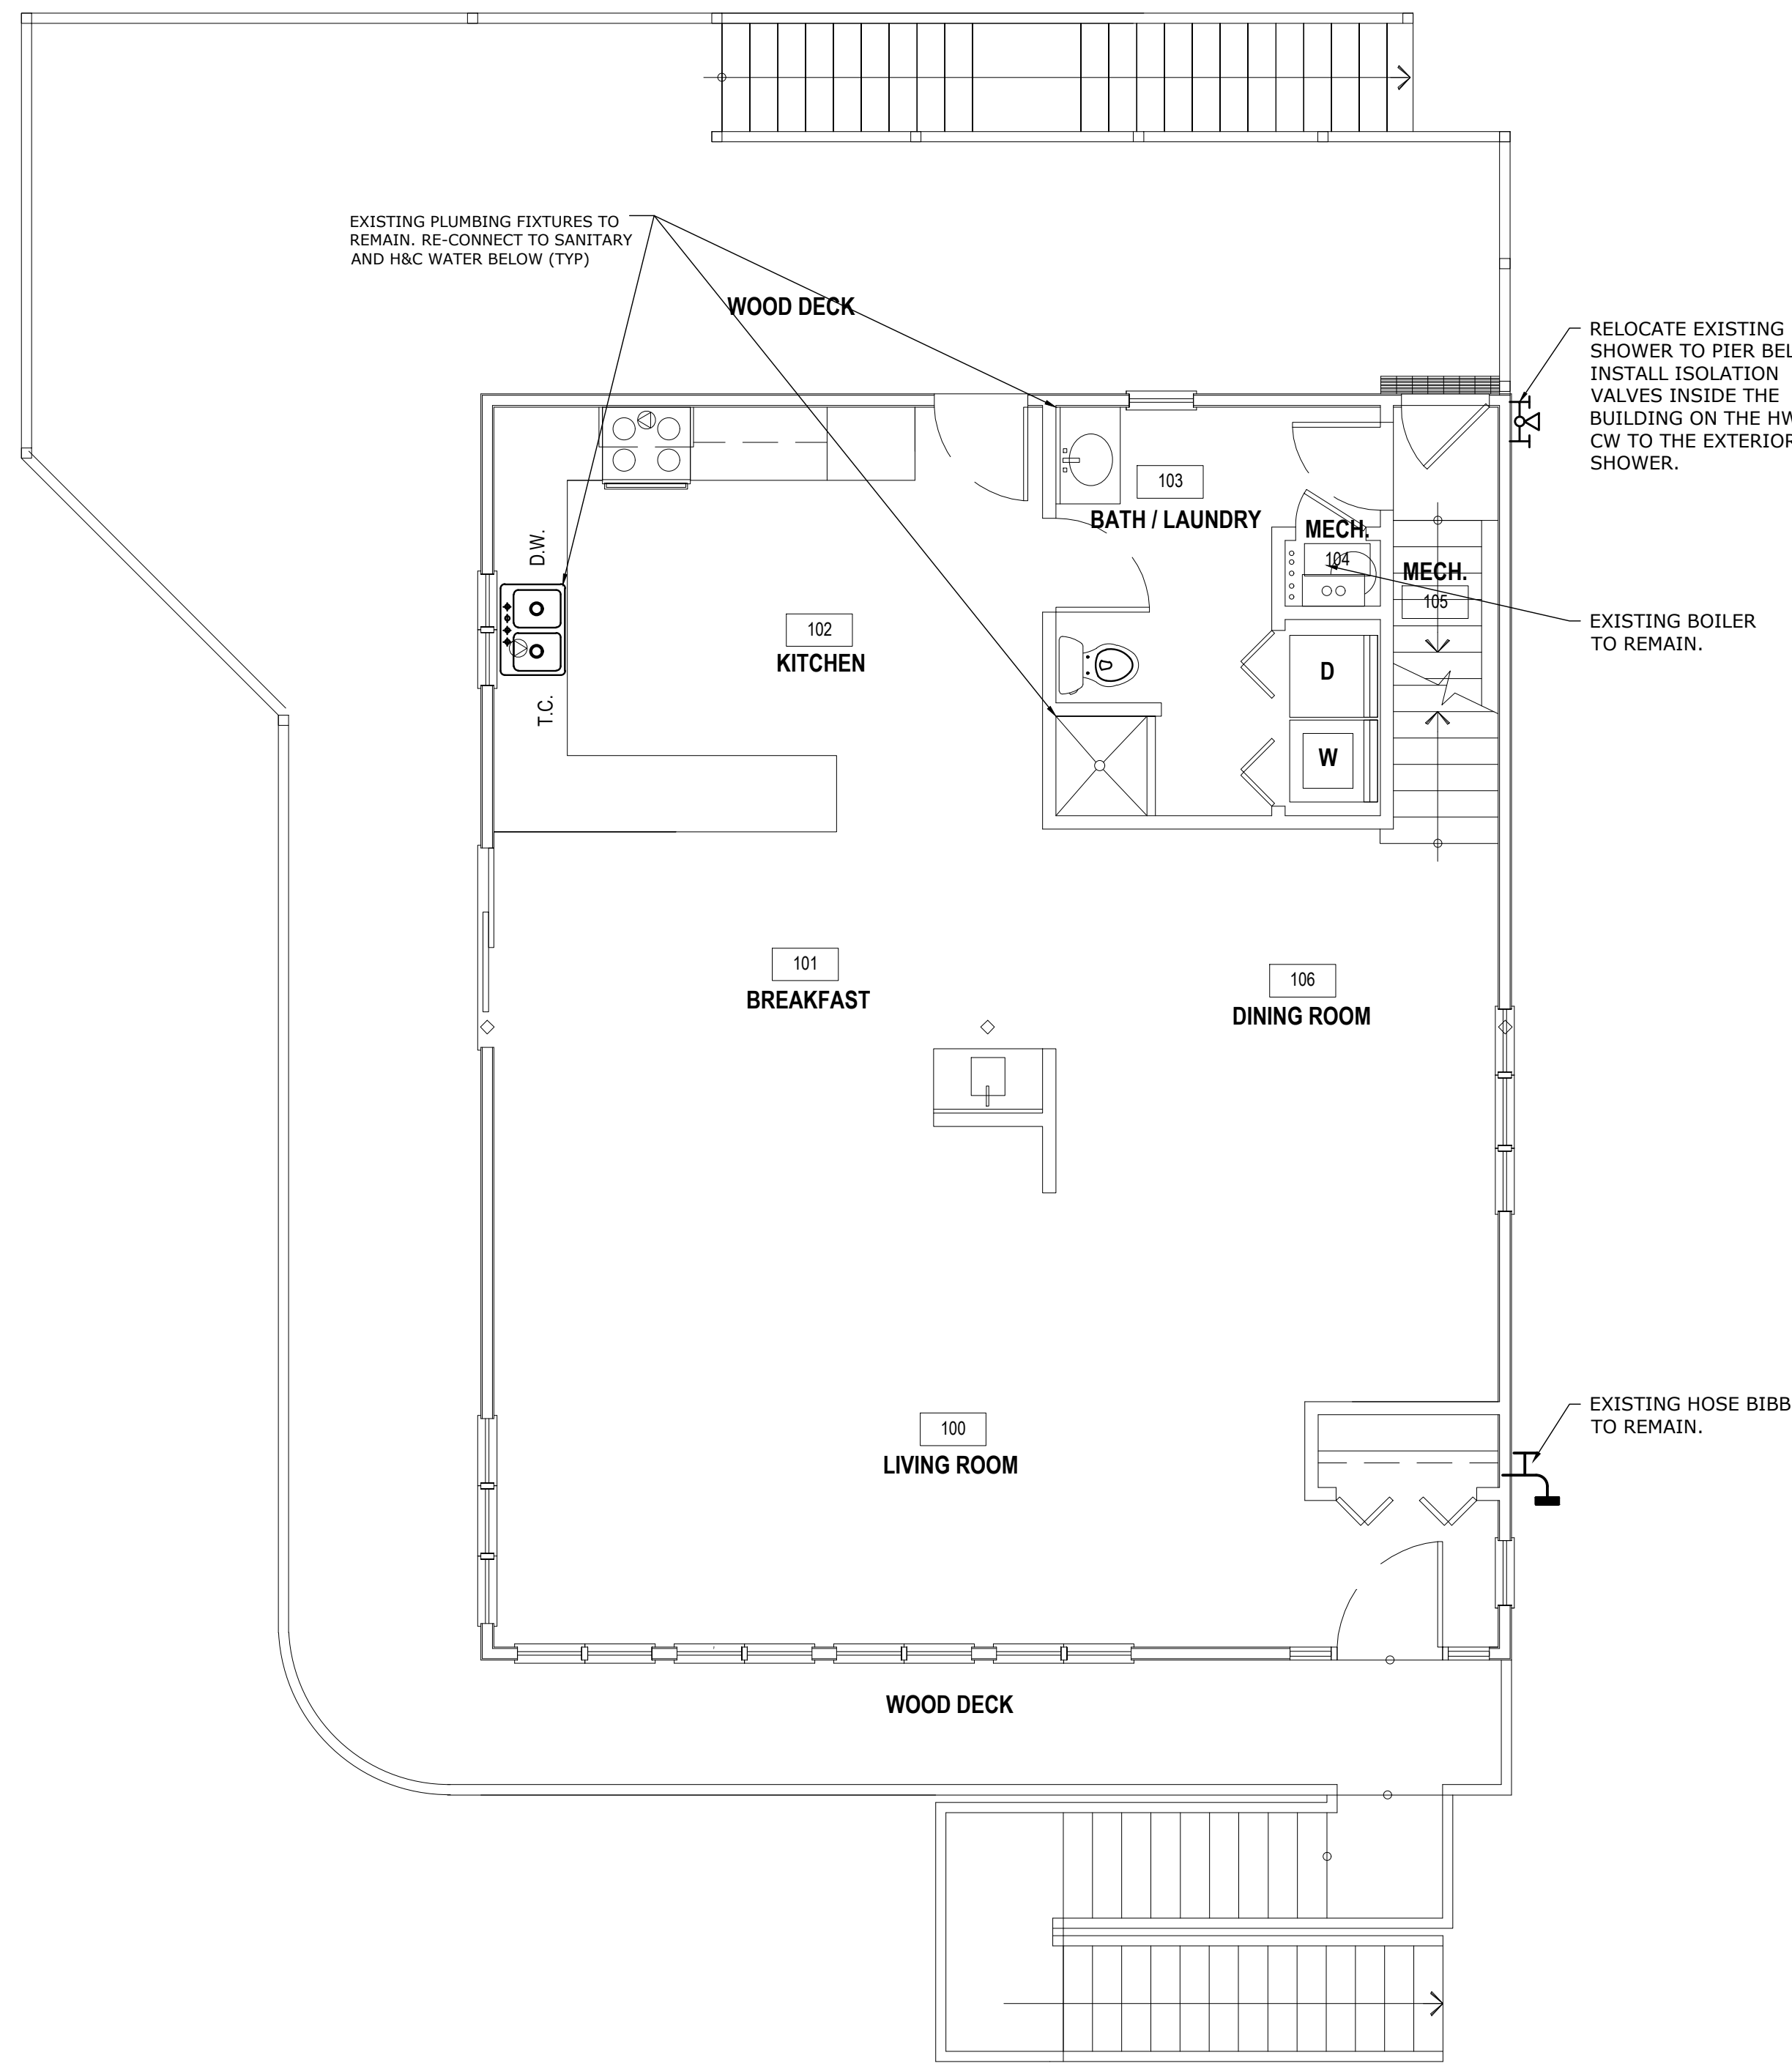 EXISTING PLUMBING FIXTURES TO
REMAIN. RE-CONNECT TO SANITARY
AND H&C WATER BELOW (TYP)
WOOD DECK
RELOCATE EXISTING
SHOWER TO PIER
INSTALL ISOLATION
VALVES INSIDE THE
BUILDING ON THE
CW TO THE EXTERIOR
SHOWER.
103
BATH / LAUNDRY
MECH.
104
MECH.
105
D.W.
T.C.
102
KITCHEN
EXISTING BOILER
TO REMAIN.
D
W
101
BREAKFAST
106
DINING ROOM
EXISTING HOSE BIBB
TO REMAIN.
100
LIVING ROOM
WOOD DECK